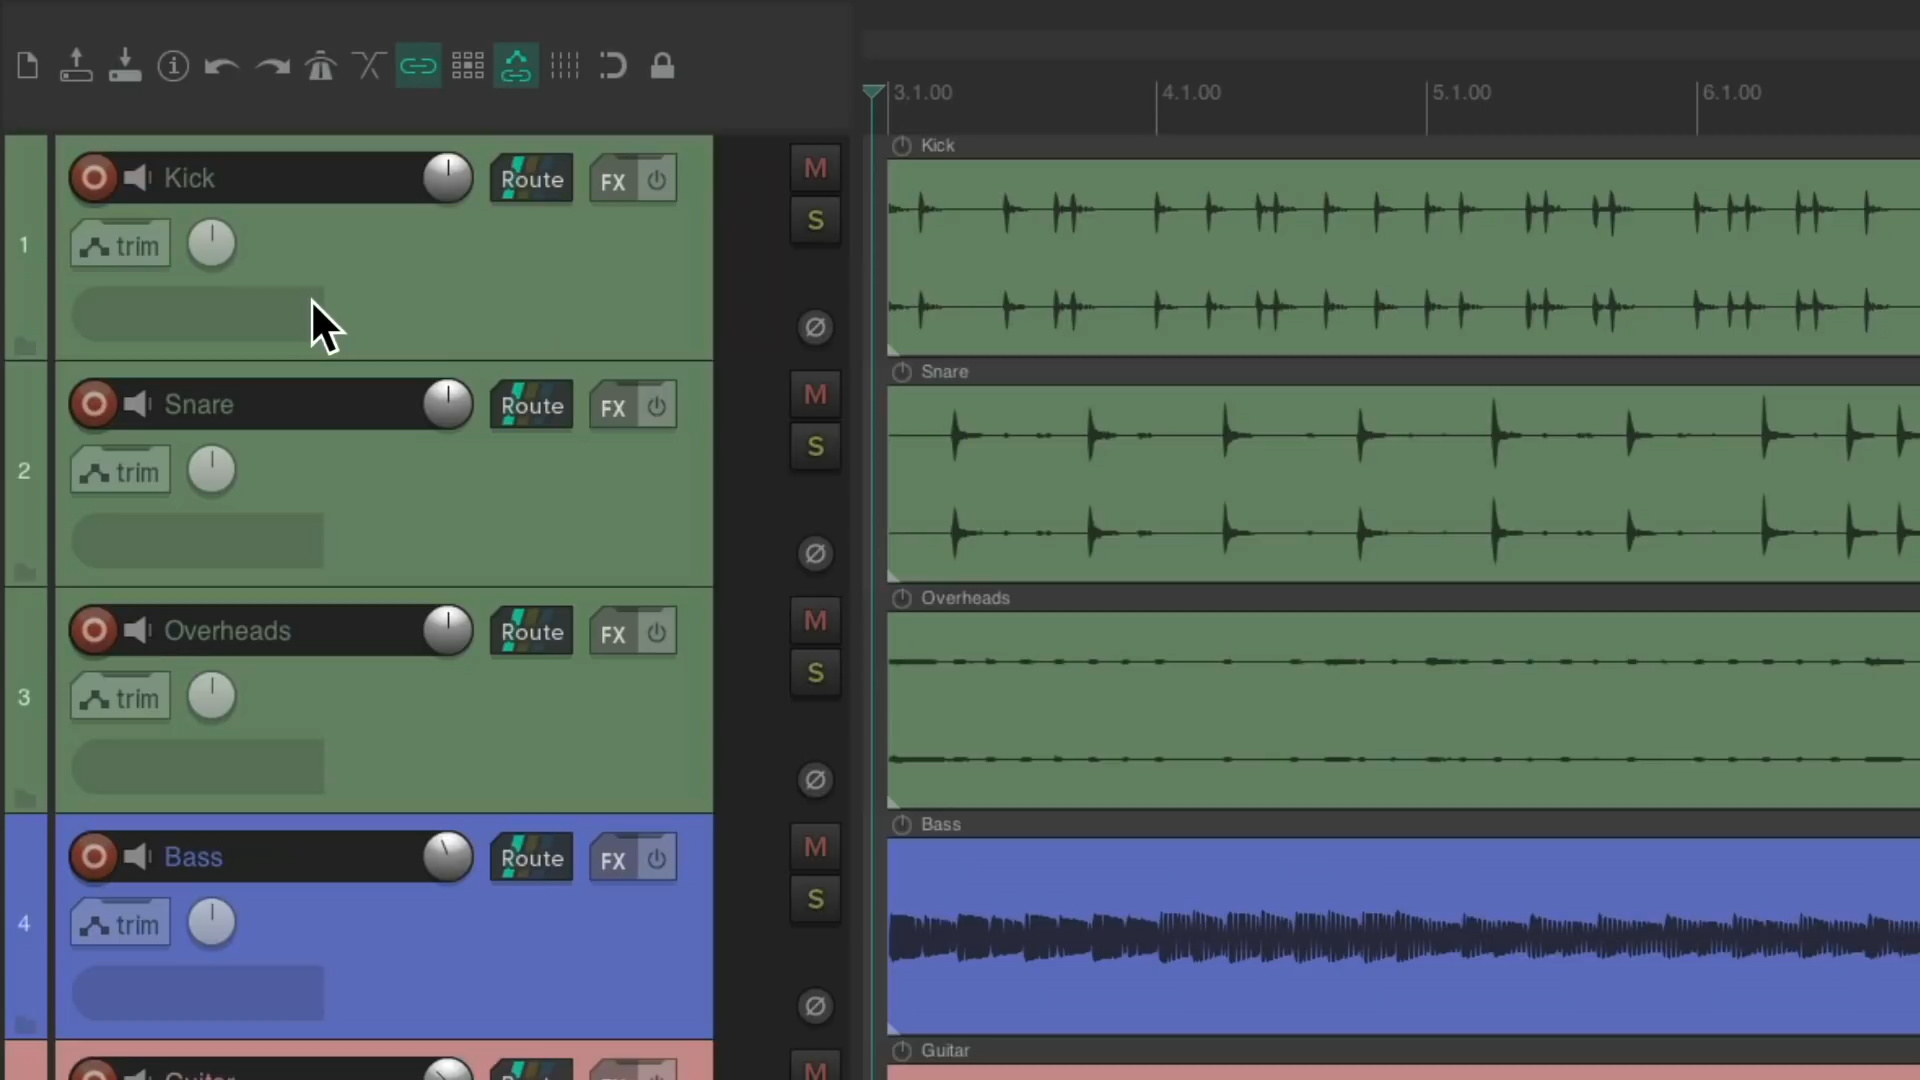 3.1.00 4.1.00 5.1.00 6.1.00
Kick
1 Kick Route FX M
trim S
Snare
2 Snare Route FX M
trim S
Overheads
3 Overheads Route FX M
trim S
Bass
4 Bass Route FX M
trim S
Guitar
Guitar Route FX M